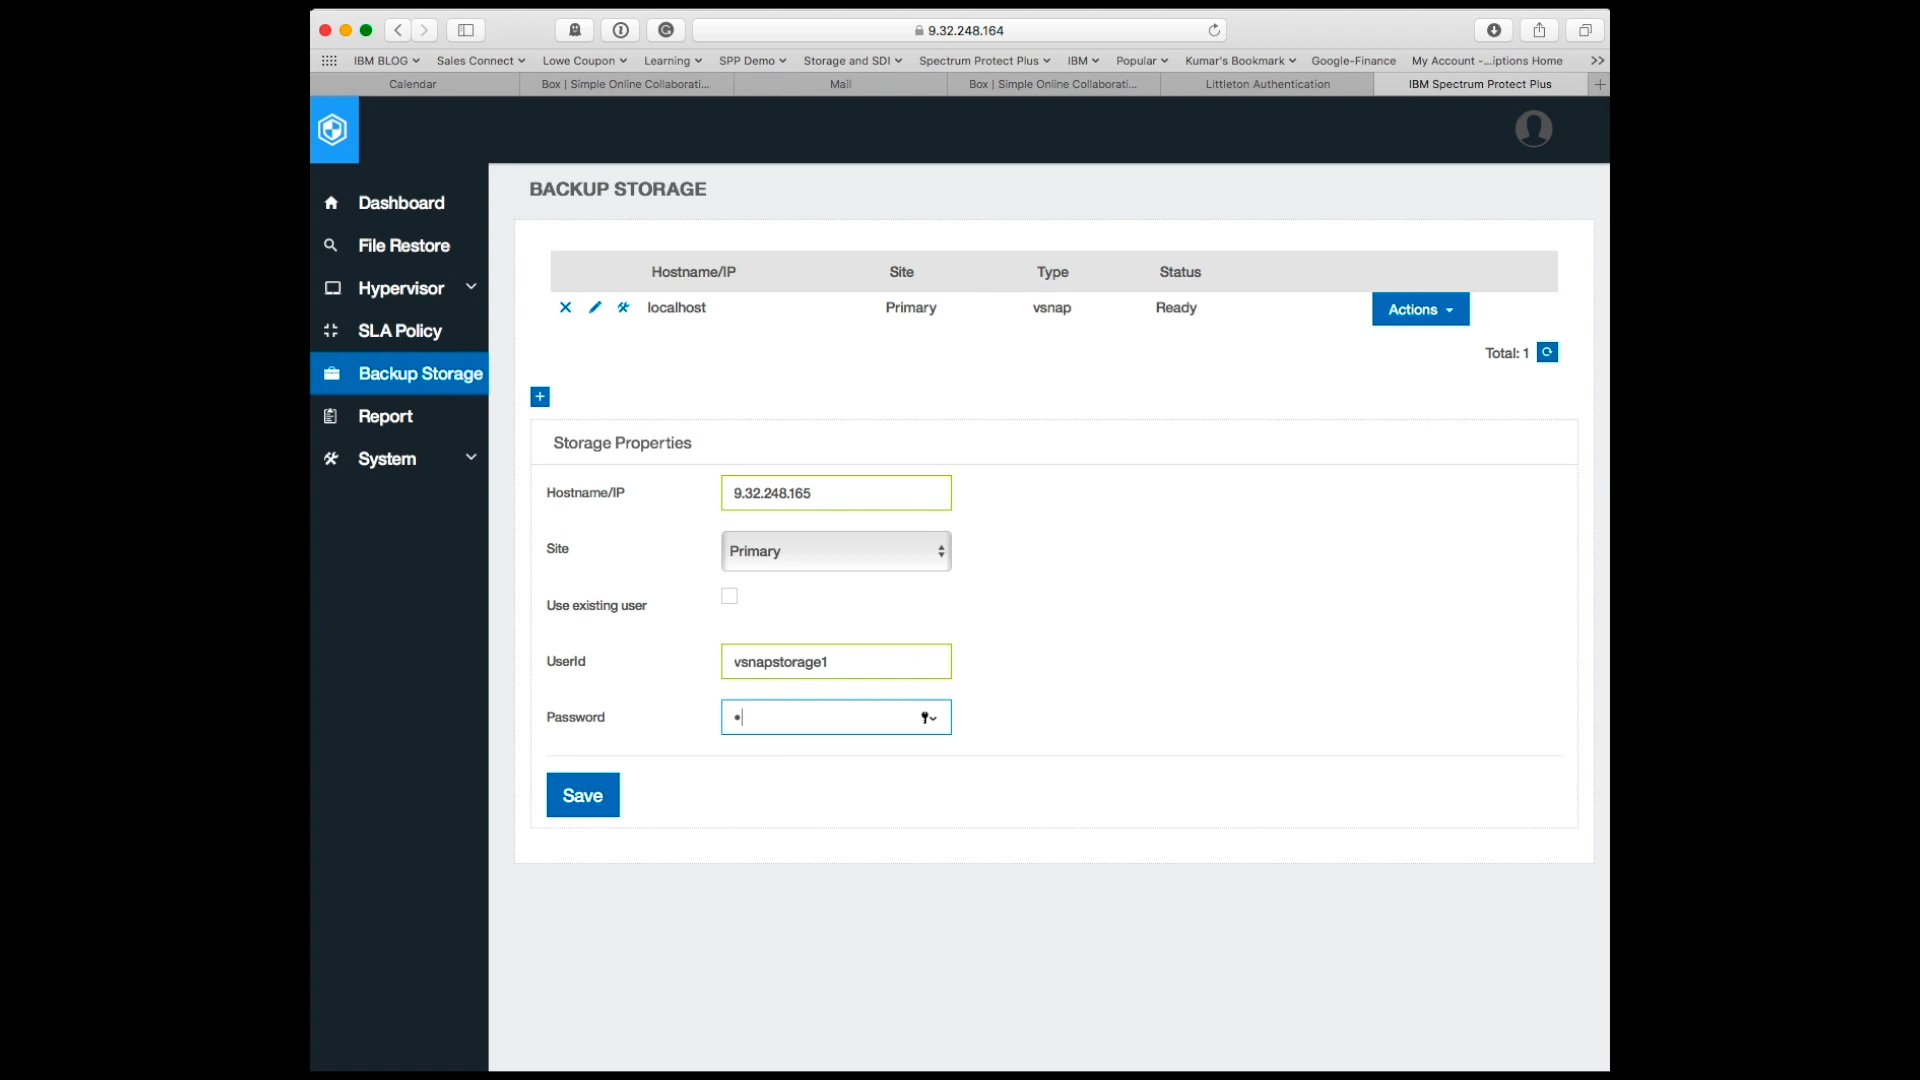 9.32.248.164
IBM BLOG Sales Connect Lowe Coupon Learning SPP Demo Storage and SDI Spectrum Protect Plus IBM Popular Kumar's Bookmark Google-Finance My Account -...iptions Home
Calendar Box | Simple Online Collaborati... Mail Box | Simple Online Collaborati... Littleton Authentication IBM Spectrum Protect Plus
Dashboard
File Restore
Hypervisor
SLA Policy
Backup Storage
Report
System
BACKUP STORAGE
Hostname/IP Site Type Status
localhost Primary vsnap Ready Actions
Total: 1
Storage Properties
Hostname/IP 9.32.248.165
Site Primary
Use existing user
UserId vsnapstorage1
Password
Save